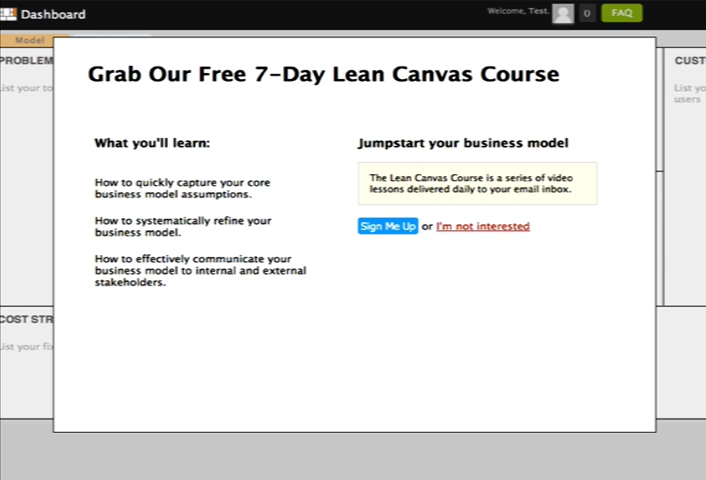 Dashboard
Welcome, Test.
0
FAQ
Model
PROBLEM
List your to
CUST
List yo
users
Grab Our Free 7-Day Lean Canvas Course
What you'll learn:
How to quickly capture your core
business model assumptions.
How to systematically refine your
business model.
How to effectively communicate your
business model to internal and external
stakeholders.
Jumpstart your business model
The Lean Canvas Course is a series of video
lessons delivered daily to your email inbox.
Sign Me Up or I'm not interested
COST STR
List your fix